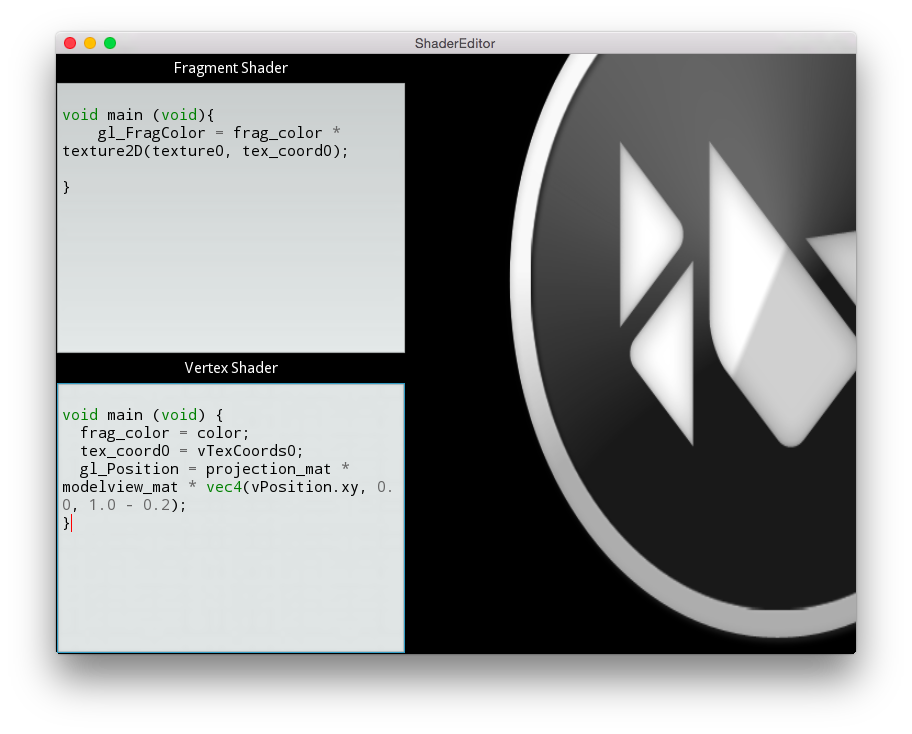 ShaderEditor
Fragment Shader
void main (void){
    gl_FragColor = frag_color *
texture2D(texture0, tex_coord0);
}
Vertex Shader
void main (void) {
  frag_color = color;
  tex_coord0 = vTexCoords0;
  gl_Position = projection_mat *
modelview_mat * vec4(vPosition.xy, 0.
0, 1.0 - 0.2);
}